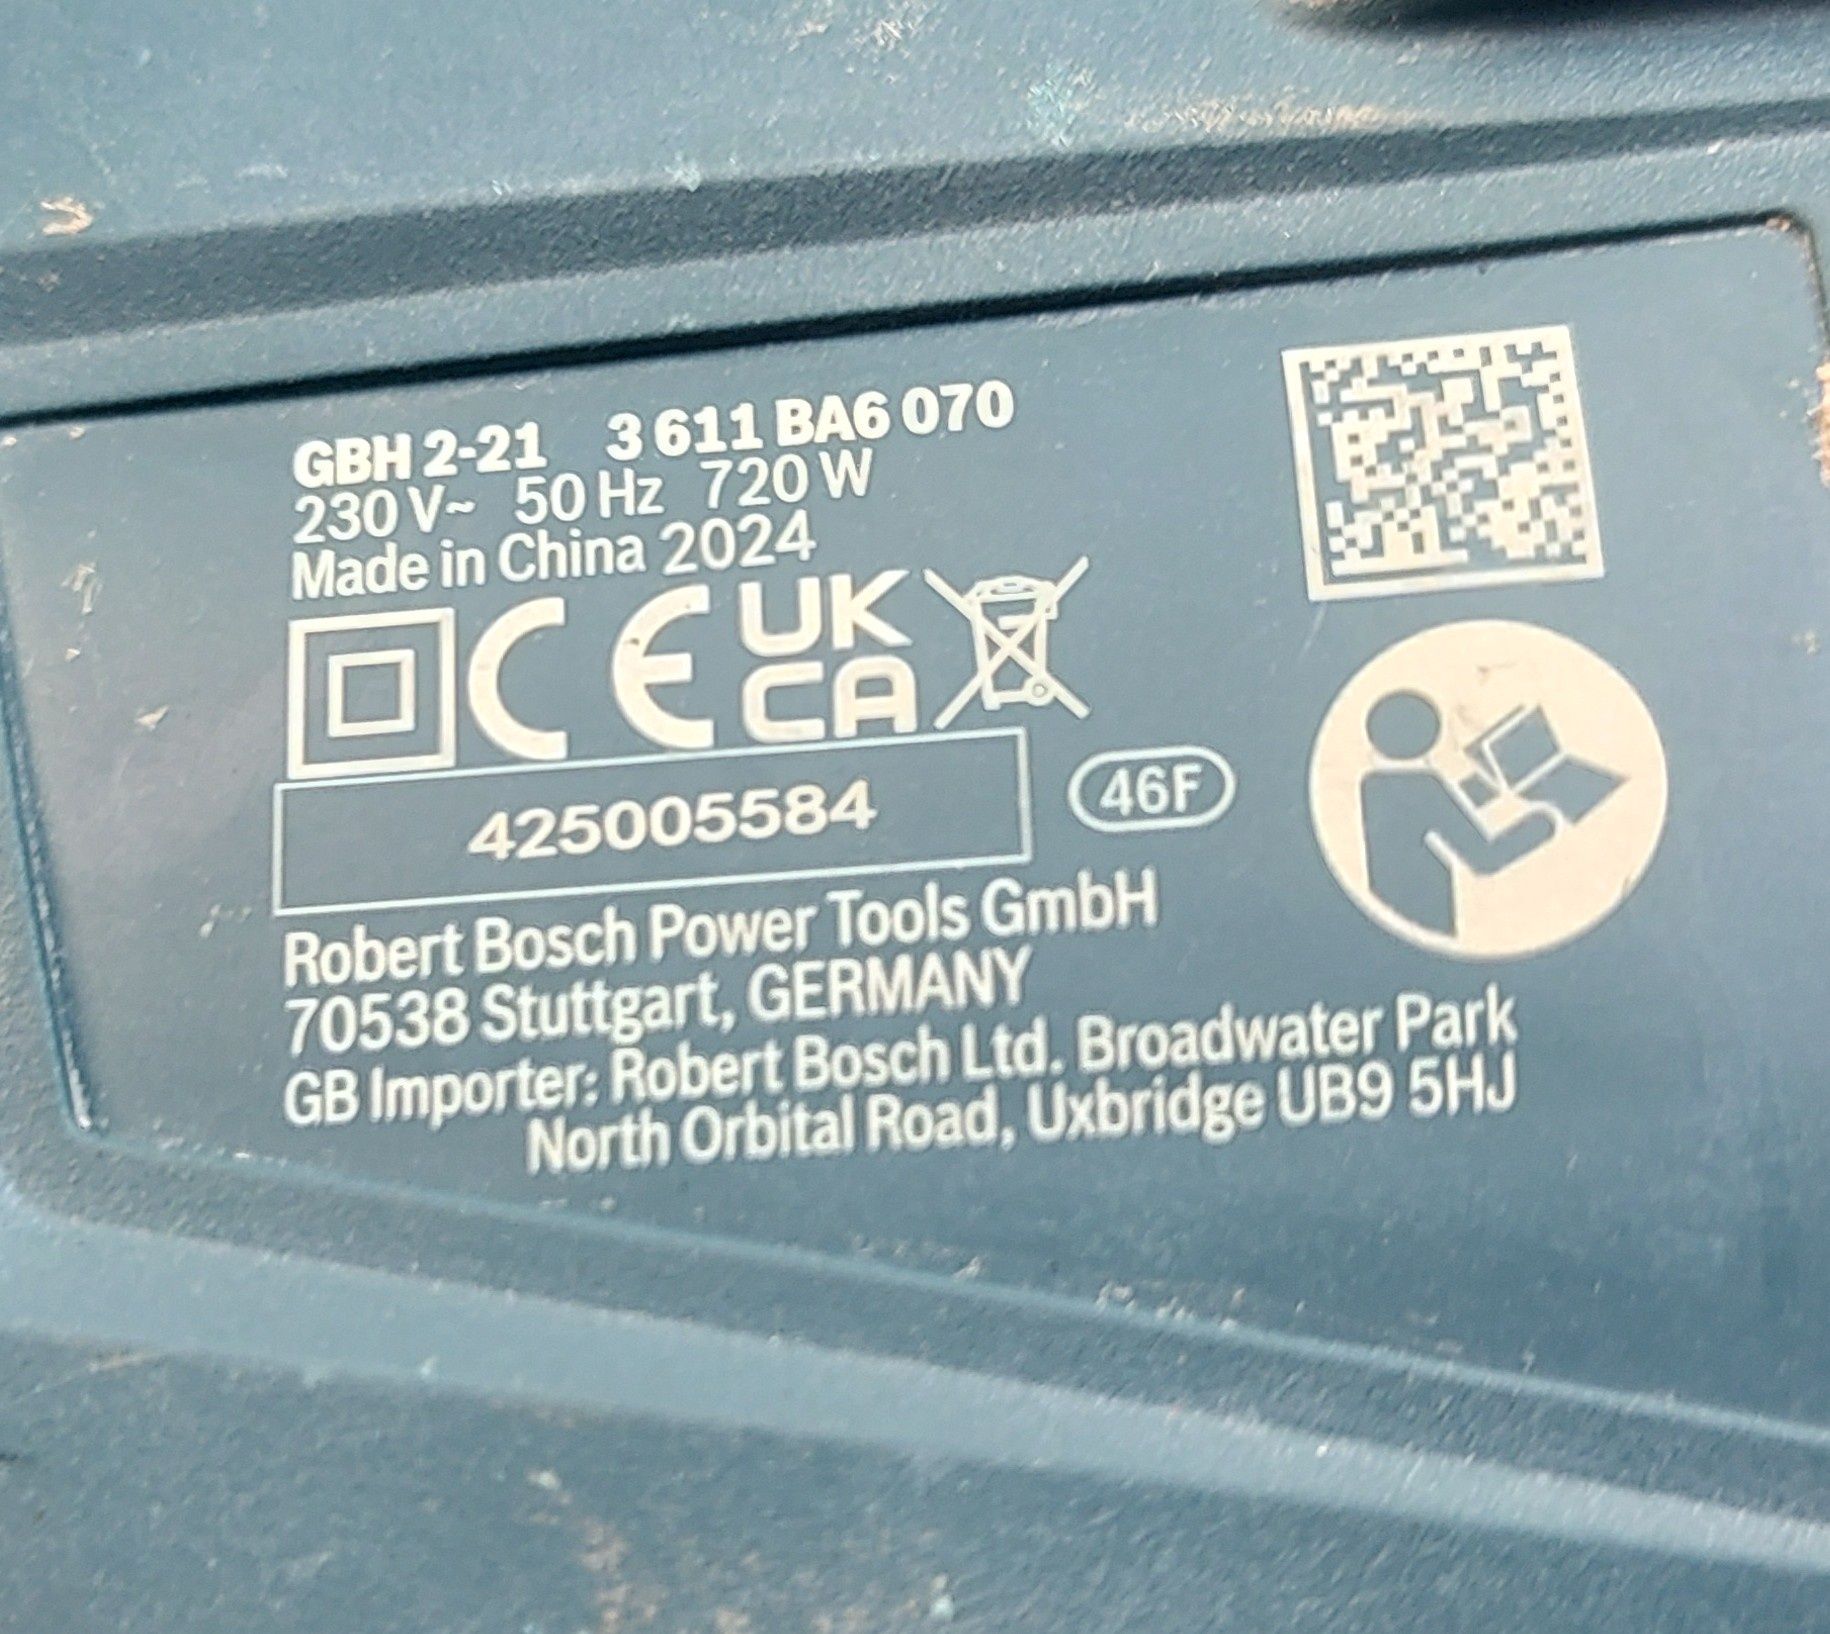 GBH 2-21 3 611 BA6 070
230 V~ 50 Hz 720 W
Made in China 2024
CE UK CA
425005584 46F
Robert Bosch Power Tools GmbH
70538 Stuttgart, GERMANY
GB Importer: Robert Bosch Ltd. Broadwater Park
North Orbital Road, Uxbridge UB9 5HJ